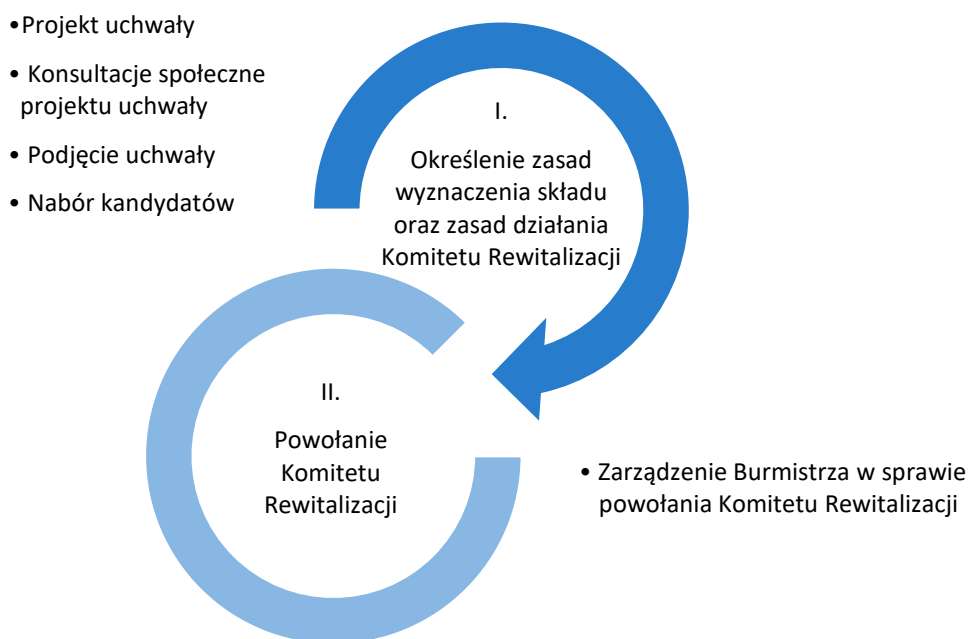 •Projekt uchwały
• Konsultacje społeczne
projektu uchwały
• Podjęcie uchwały
• Nabór kandydatów
I.
Określenie zasad
wyznaczenia składu
oraz zasad działania
Komitetu Rewitalizacji
II.
Powołanie
Komitetu
Rewitalizacji
• Zarządzenie Burmistrza w sprawie
powołania Komitetu Rewitalizacji